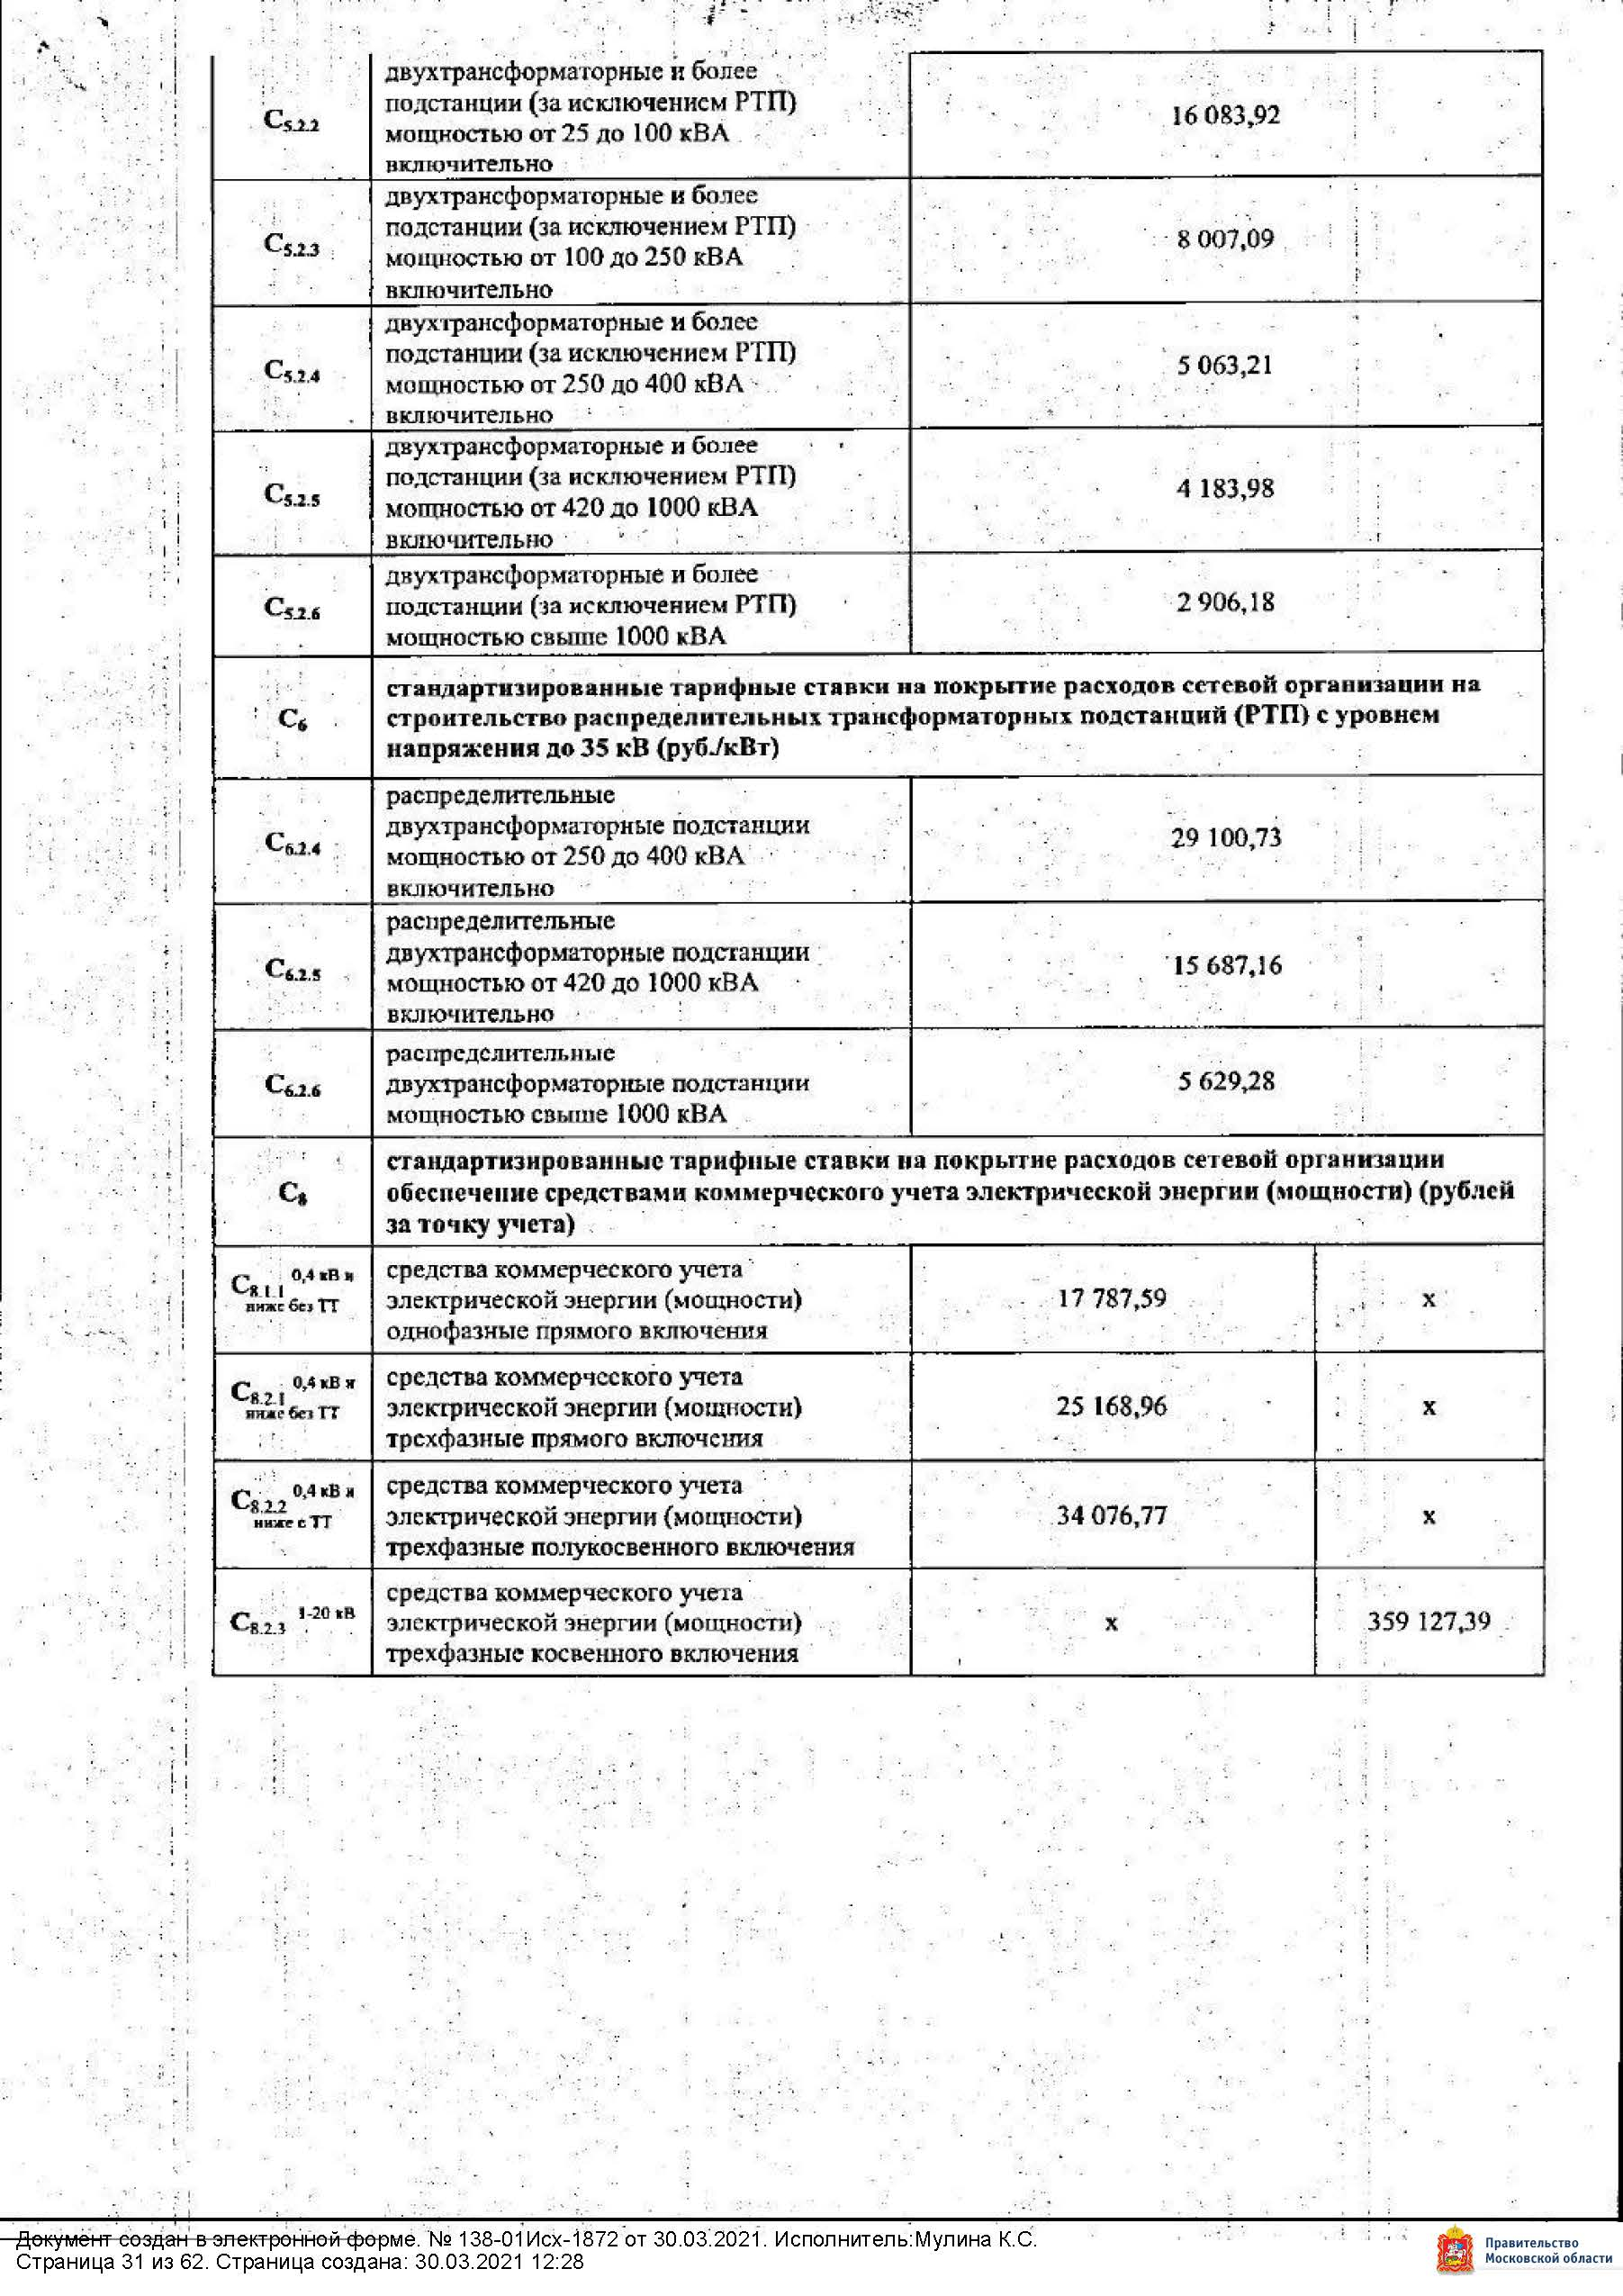 двухтрансформаторные и более
подстанции (за исключением РТП)
С5.2.2
16 083,92
мощностью от 25 до 100 кВА
включительно
двухтрансформаторные и более
подстанции (за исключением РТП)
С5.2.3
8 007,09
мощностью от 100 до 250 кВА
включительно
двухтрансформаторные и более
подстанции (за исключением РТП)
С5.2.4
5 063,21
мощностью от 250 до 400 кВА
включительно
двухтрансформаторные и более
подстанции (за исключением РТП)
С5.2.5
4 183,98
мощностью от 420 до 1000 кВА
включительно
двухтрансформаторные и более
С5.2.6
подстанции (за исключением РТП)
2 906,18
мощностью свыше 1000 кВА
стандартизированные тарифные ставки на покрытие расходов сетевой организации на
С6
строительство распределительных трансформаторных подстанций (РТП) с уровнем
напряжения до 35 кВ (руб./кВт)
распределительные
двухтрансформаторные подстанции
С6.2.4
29 100,73
мощностью от 250 до 400 кВА
включительно
распределительные
двухтрансформаторные подстанции
С6.2.5
15 687,16
мощностью от 420 до 1000 кВА
включительно
распределительные
С6.2.6
двухтрансформаторные подстанции
5 629,28
мощностью свыше 1000 кВА
стандартизированные тарифные ставки на покрытие расходов сетевой организации
С8
обеспечение средствами коммерческого учета электрической энергии (мощности) (рублей
за точку учета)
С8.1.1 0,4 кВ и
ниже без ТТ
средства коммерческого учета
электрической энергии (мощности)
однофазные прямого включения
17 787,59
х
С8.2.1 0,4 кВ и
ниже без ТТ
средства коммерческого учета
электрической энергии (мощности)
трехфазные прямого включения
25 168,96
х
С8.2.2 0,4 кВ и
ниже с ТТ
средства коммерческого учета
электрической энергии (мощности)
трехфазные полукосвенного включения
34 076,77
х
С8.2.3 1-20 кВ
средства коммерческого учета
электрической энергии (мощности)
трехфазные косвенного включения
х
359 127,39
Документ создан в электронной форме. № 138-01Исх-1872 от 30.03.2021. Исполнитель:Мулина К.С.
Страница 31 из 62. Страница создана: 30.03.2021 12:28
Правительство
Московской области